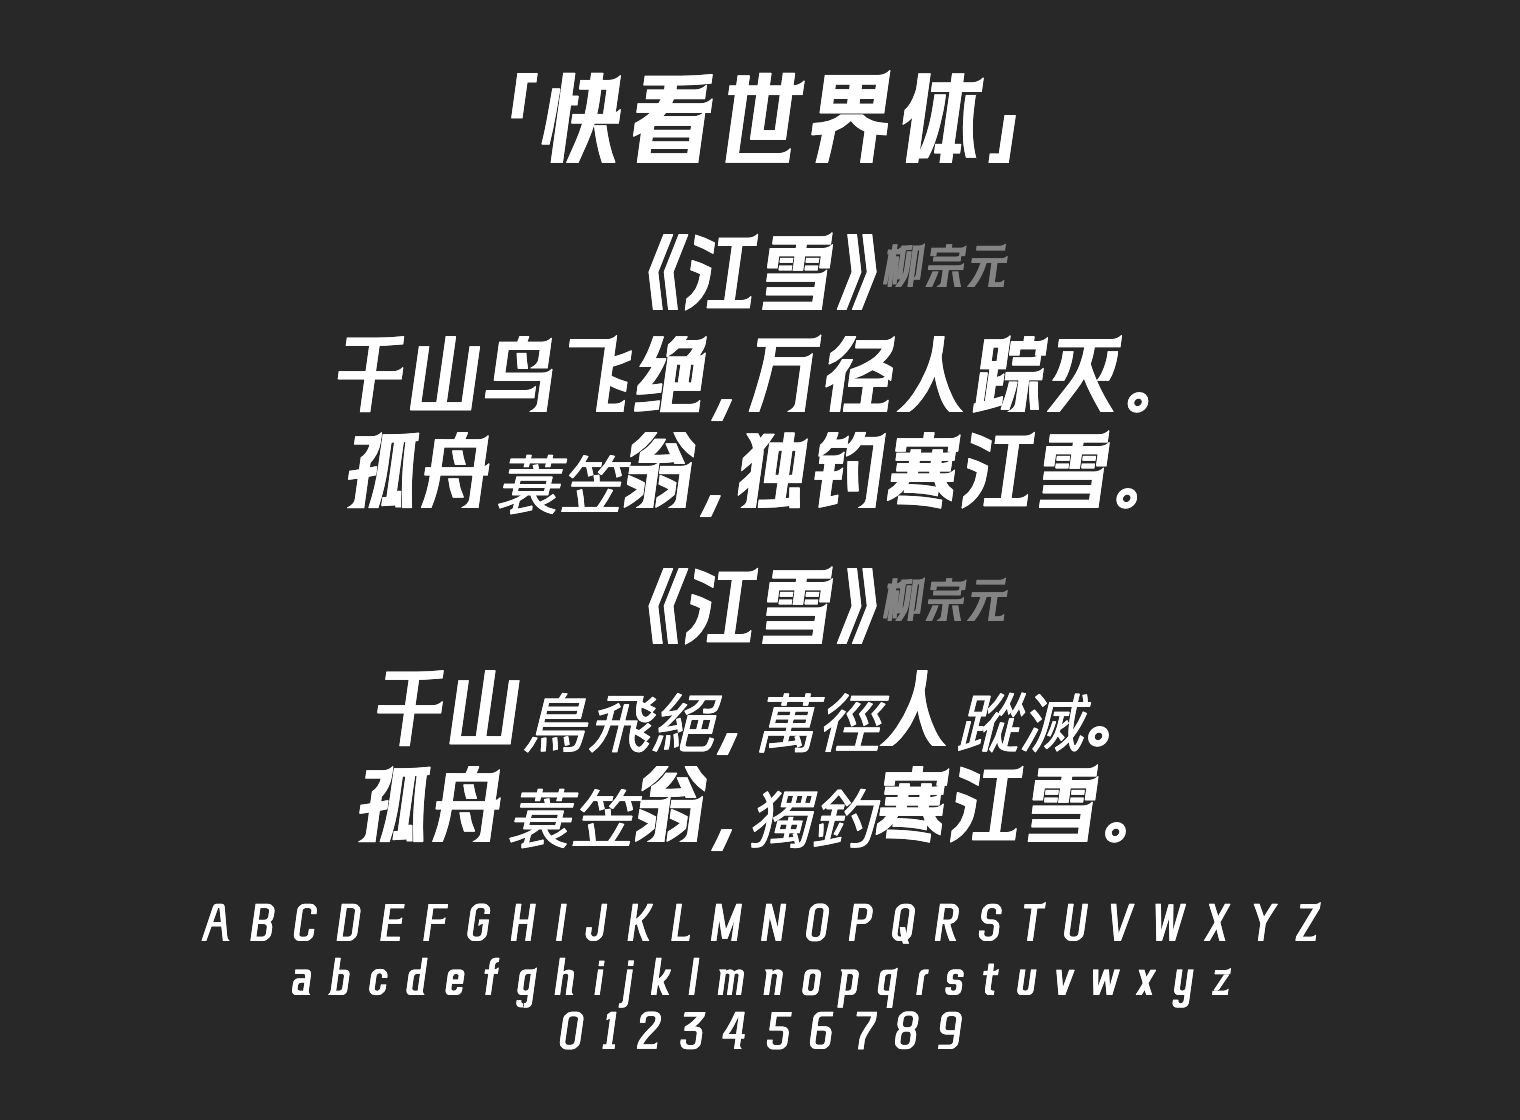 「快看世界体」
《江雪》柳宗元
千山鸟飞绝,万径人踪灭。
孤舟蓑笠翁,独钓寒江雪。
《江雪》柳宗元
千山鳥飛絕,萬徑人蹤滅。
孤舟蓑笠翁,獨釣寒江雪。
A B C D E F G H I J K L M N O P Q R S T U V W X Y Z
a b c d e f g h i j k l m n o p q r s t u v w x y z
0 1 2 3 4 5 6 7 8 9